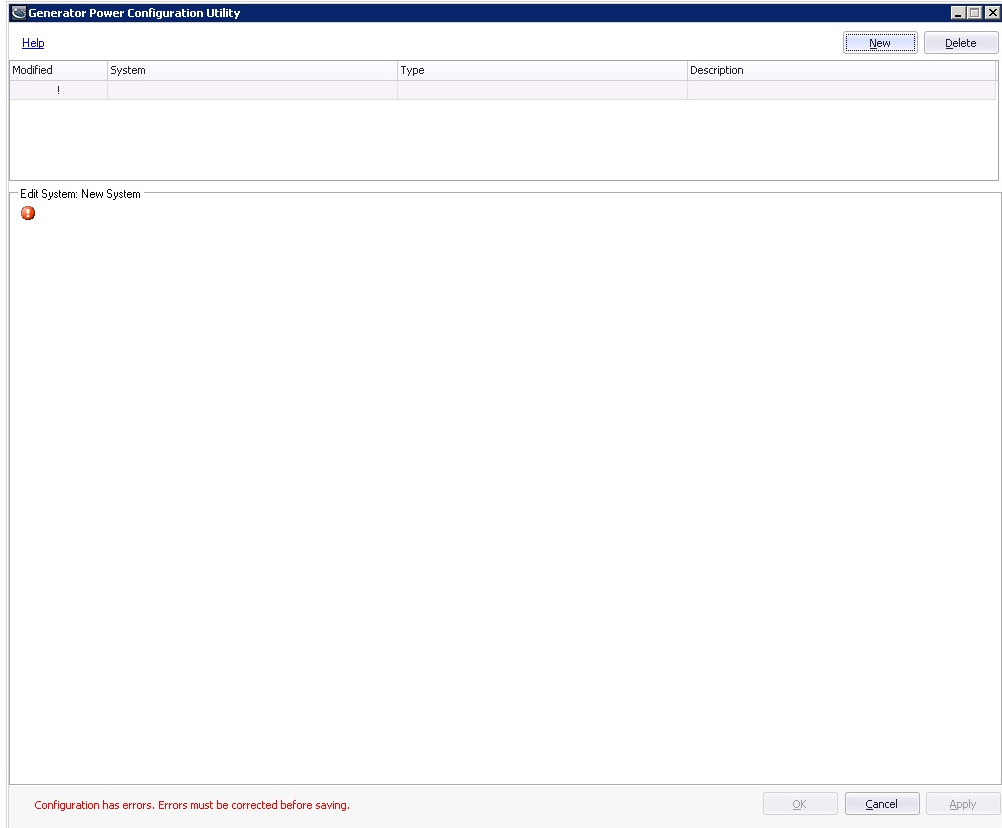 Generator Power Configuration Utility
Help New Delete
Modified System Type Description
!
Edit System: New System
!
Configuration has errors. Errors must be corrected before saving. OK Cancel Apply